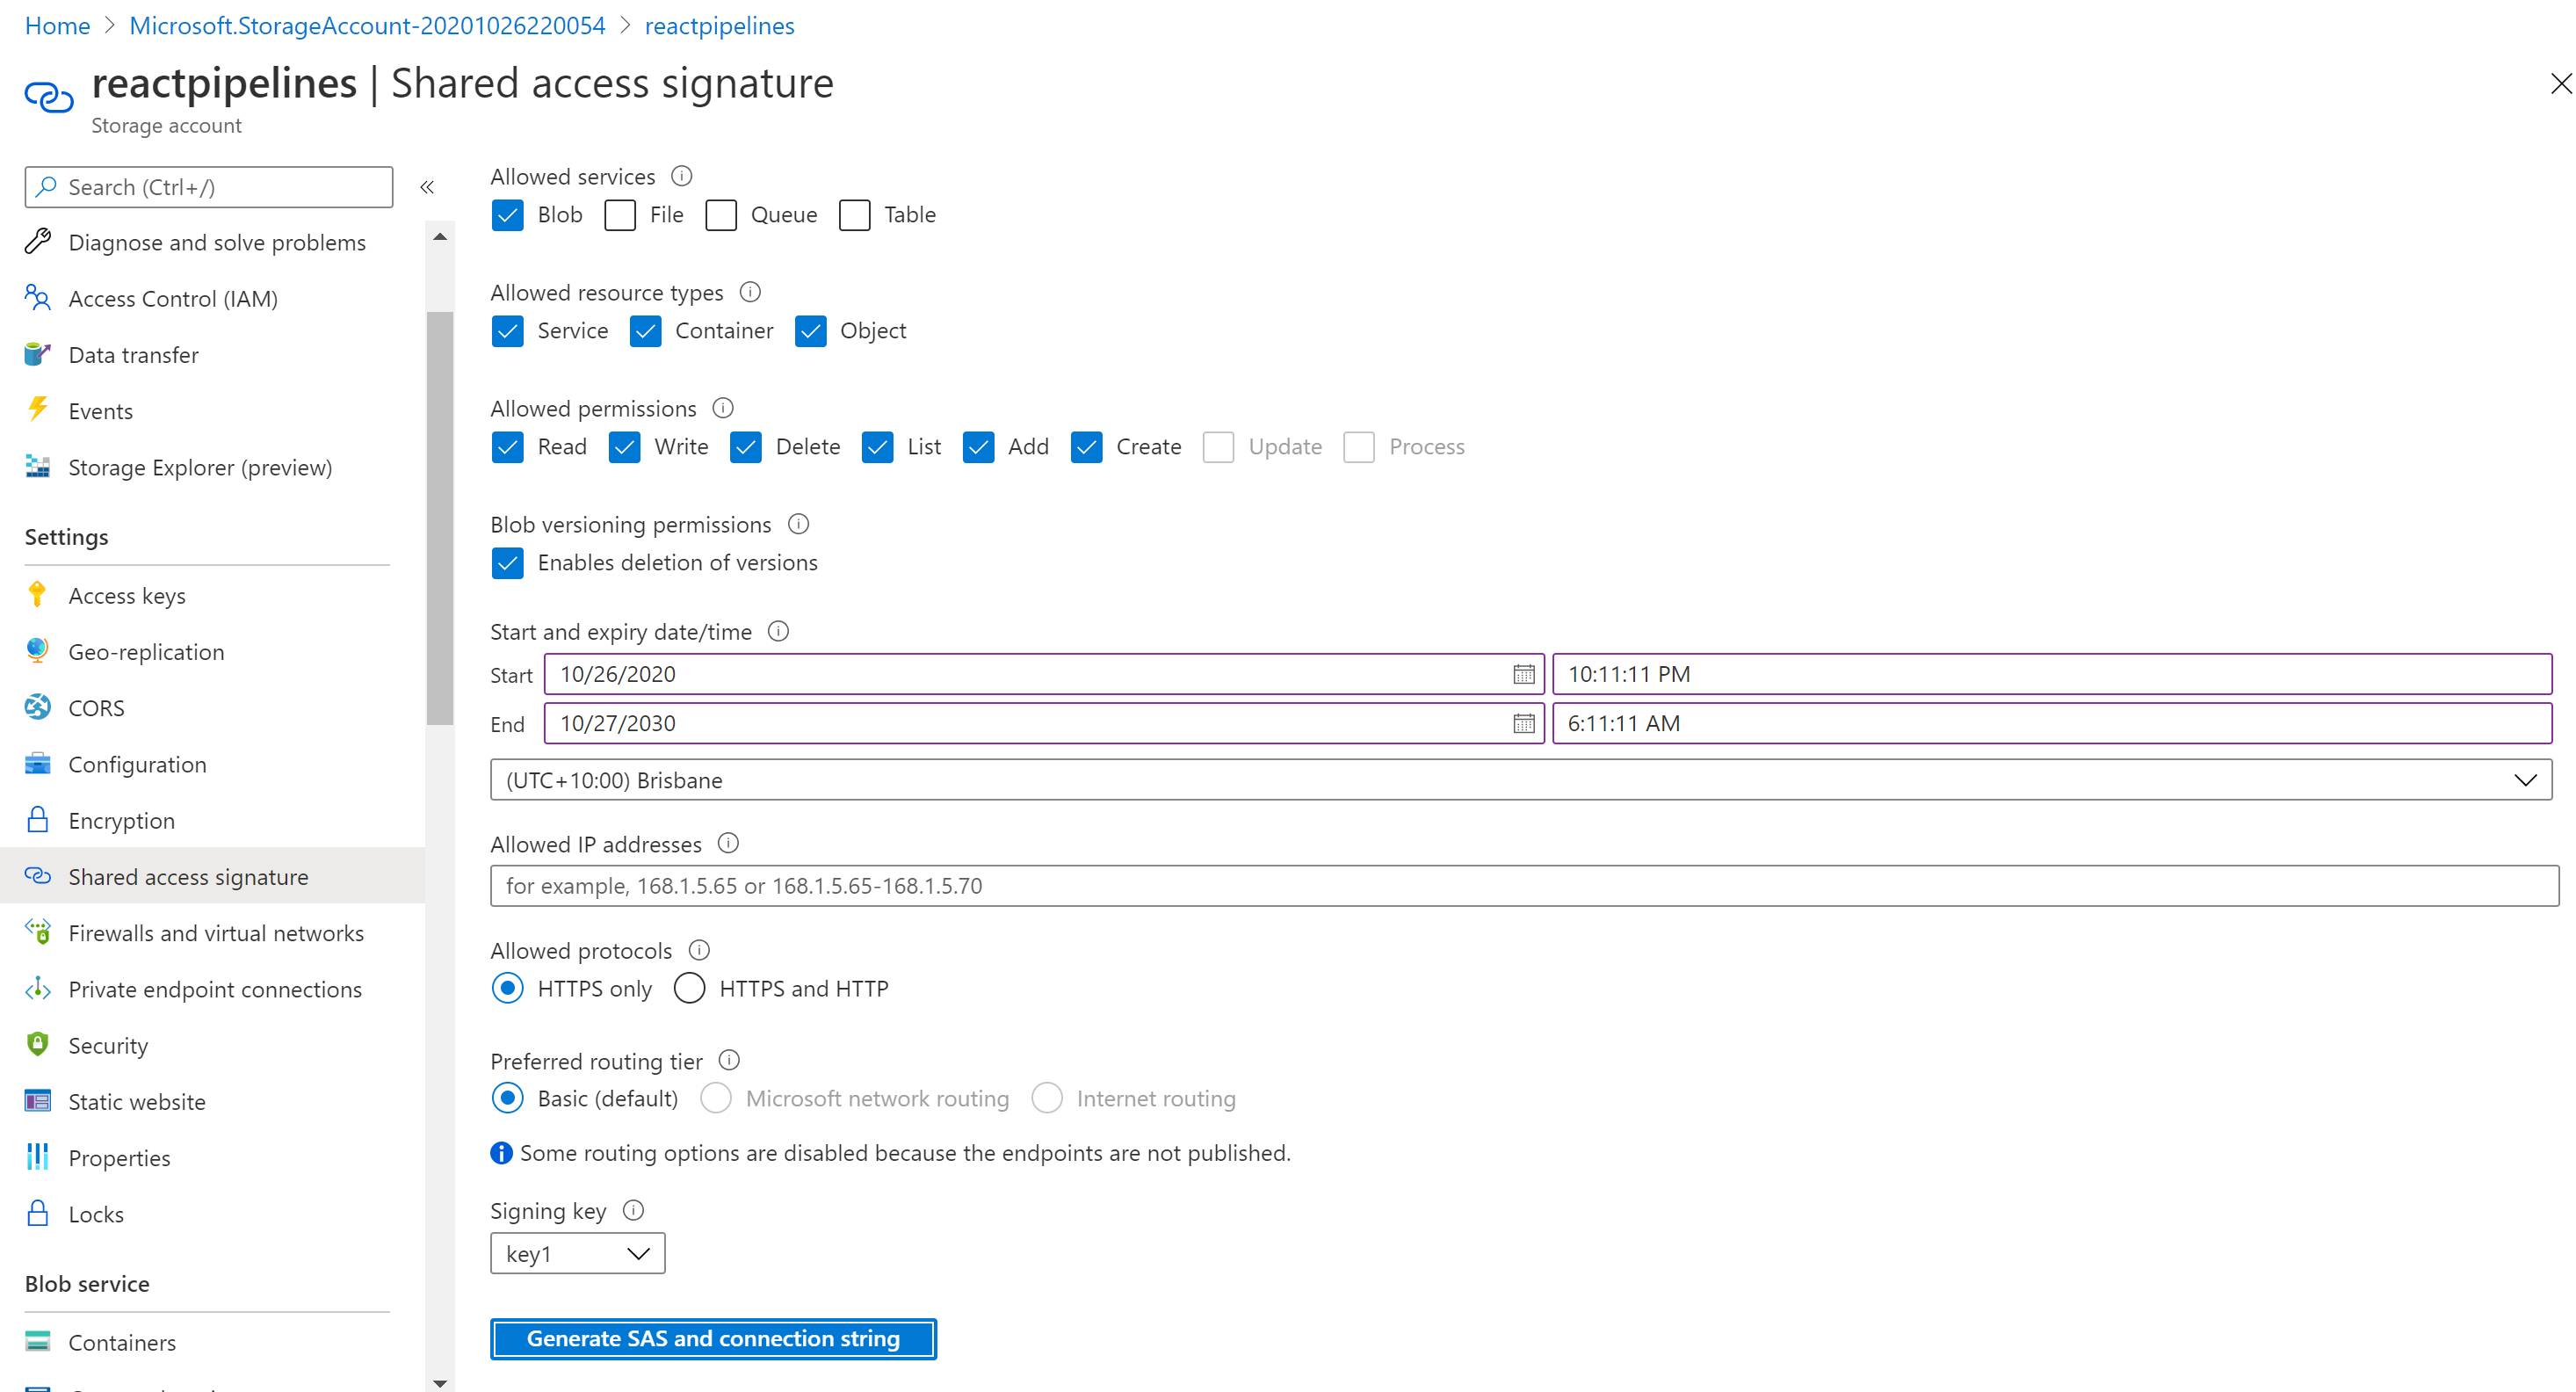 Home > Microsoft.StorageAccount-20201026220054 > reactpipelines
reactpipelines | Shared access signature
Storage account
Search (Ctrl+/)
Diagnose and solve problems
Access Control (IAM)
Data transfer
Events
Storage Explorer (preview)
Settings
Access keys
Geo-replication
CORS
Configuration
Encryption
Shared access signature
Firewalls and virtual networks
Private endpoint connections
Security
Static website
Properties
Locks
Blob service
Containers
Allowed services
Blob File Queue Table
Allowed resource types
Service Container Object
Allowed permissions
Read Write Delete List Add Create Update Process
Blob versioning permissions
Enables deletion of versions
Start and expiry date/time
Start 10/26/2020 10:11:11 PM
End 10/27/2030 6:11:11 AM
(UTC+10:00) Brisbane
Allowed IP addresses
for example, 168.1.5.65 or 168.1.5.65-168.1.5.70
Allowed protocols
HTTPS only HTTPS and HTTP
Preferred routing tier
Basic (default) Microsoft network routing Internet routing
Some routing options are disabled because the endpoints are not published.
Signing key
key1
Generate SAS and connection string